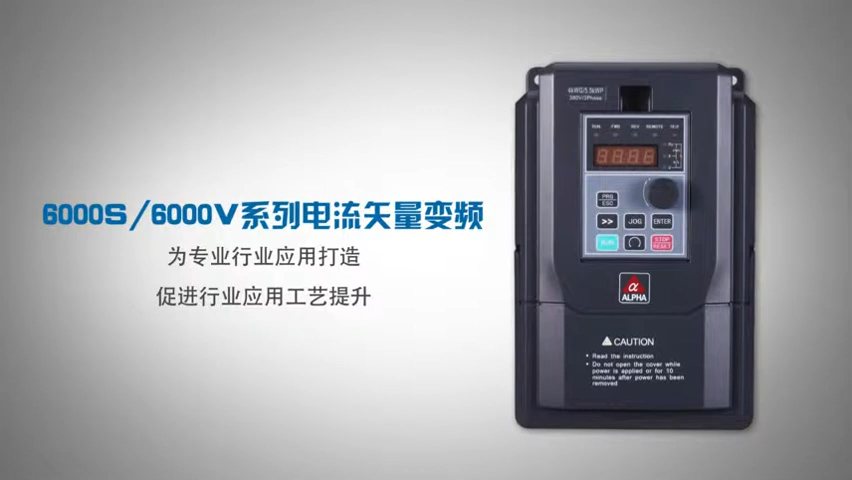 6000S/6000V系列电流矢量变频
为专业行业应用打造
促进行业应用工艺提升
380V/3Phase
RUN FWD REV REMOTE
PRG
ESC
>> JOG ENTER
RUN STOP
RESET
α
ALPHA
CAUTION
Read the instruction
Do not open the cover while
power is applied or for 10
minutes after power has been
removed